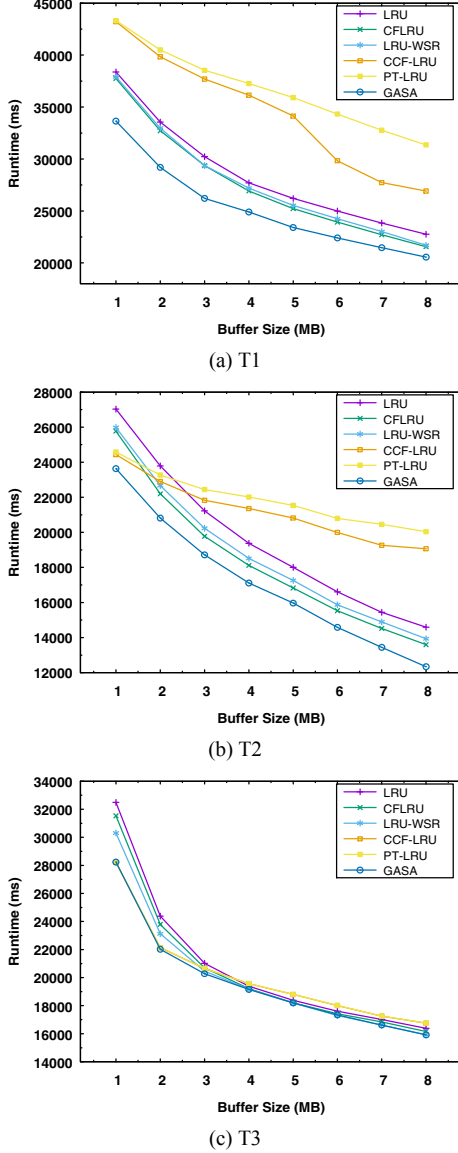 45000
40000
35000
30000
25000
20000
Runtime (ms)
LRU
CFLRU
LRU-WSR
CCF-LRU
PT-LRU
GASA
1 2 3 4 5 6 7 8
Buffer Size (MB)
(a) T1
28000
26000
24000
22000
20000
18000
16000
14000
12000
Runtime (ms)
LRU
CFLRU
LRU-WSR
CCF-LRU
PT-LRU
GASA
1 2 3 4 5 6 7 8
Buffer Size (MB)
(b) T2
34000
32000
30000
28000
26000
24000
22000
20000
18000
16000
14000
Runtime (ms)
LRU
CFLRU
LRU-WSR
CCF-LRU
PT-LRU
GASA
1 2 3 4 5 6 7 8
Buffer Size (MB)
(c) T3